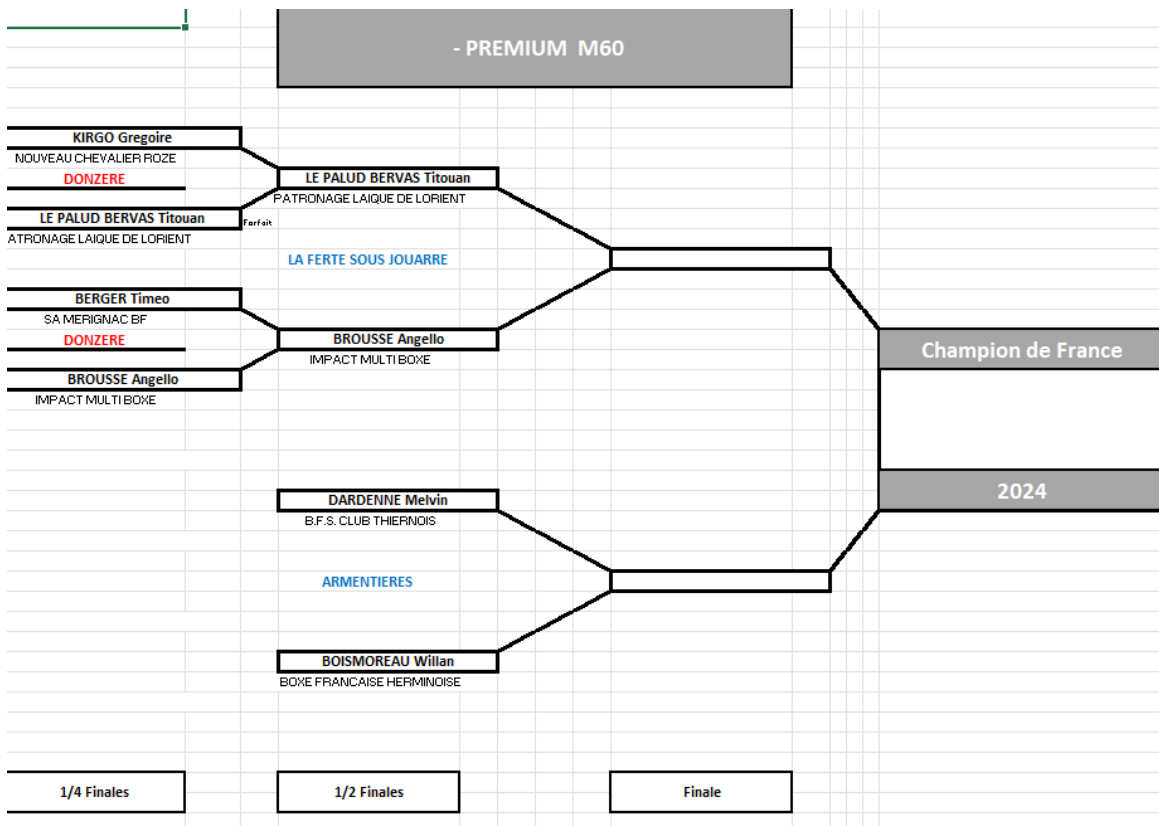 - PREMIUM  M60
KIRGO Gregoire
NOUVEAU CHEVALIER ROZE
DONZERE
LE PALUD BERVAS Titouan
Forfait
ATRONAGE LAIQUE DE LORIENT
BERGER Timeo
SA MERIGNAC BF
DONZERE
BROUSSE Angello
IMPACT MULTI BOXE
LE PALUD BERVAS Titouan
PATRONAGE LAIQUE DE LORIENT
LA FERTE SOUS JOUARRE
BROUSSE Angello
IMPACT MULTI BOXE
DARDENNE Melvin
B.F.S. CLUB THIERNOIS
ARMENTIERES
BOISMOREAU Willan
BOXE FRANCAISE HERMINOISE
Champion de France
2024
1/4 Finales
1/2 Finales
Finale